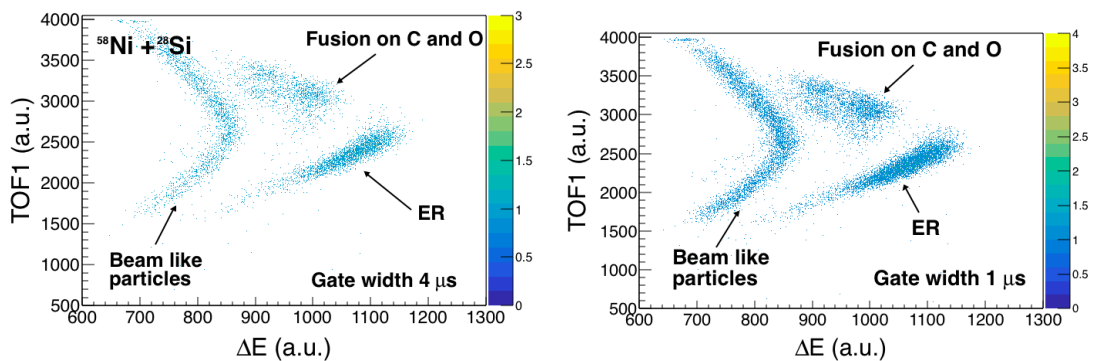 4000
3500
3000
2500
2000
1500
1000
500
TOF1 (a.u.)
⁵⁸Ni + ²⁸Si
Fusion on C and O
ER
Beam like
particles
Gate width 4 μs
600 700 800 900 1000 1100 1200 1300
ΔE (a.u.)
3
2.5
2
1.5
1
0.5
0
4000
3500
3000
2500
2000
1500
1000
500
TOF1 (a.u.)
Fusion on C and O
ER
Beam like
particles
Gate width 1 μs
600 700 800 900 1000 1100 1200 1300
ΔE (a.u.)
4
3.5
3
2.5
2
1.5
1
0.5
0